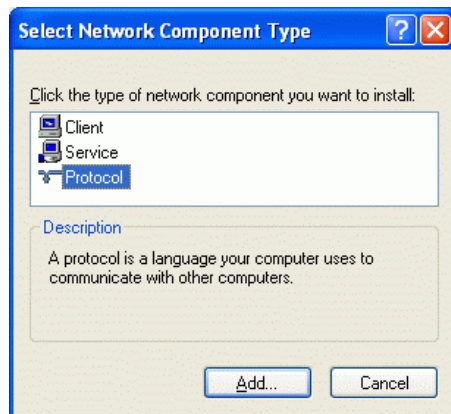 Select Network Component Type
Click the type of network component you want to install:
Client
Service
Protocol
Description
A protocol is a language your computer uses to
communicate with other computers.
Add...
Cancel